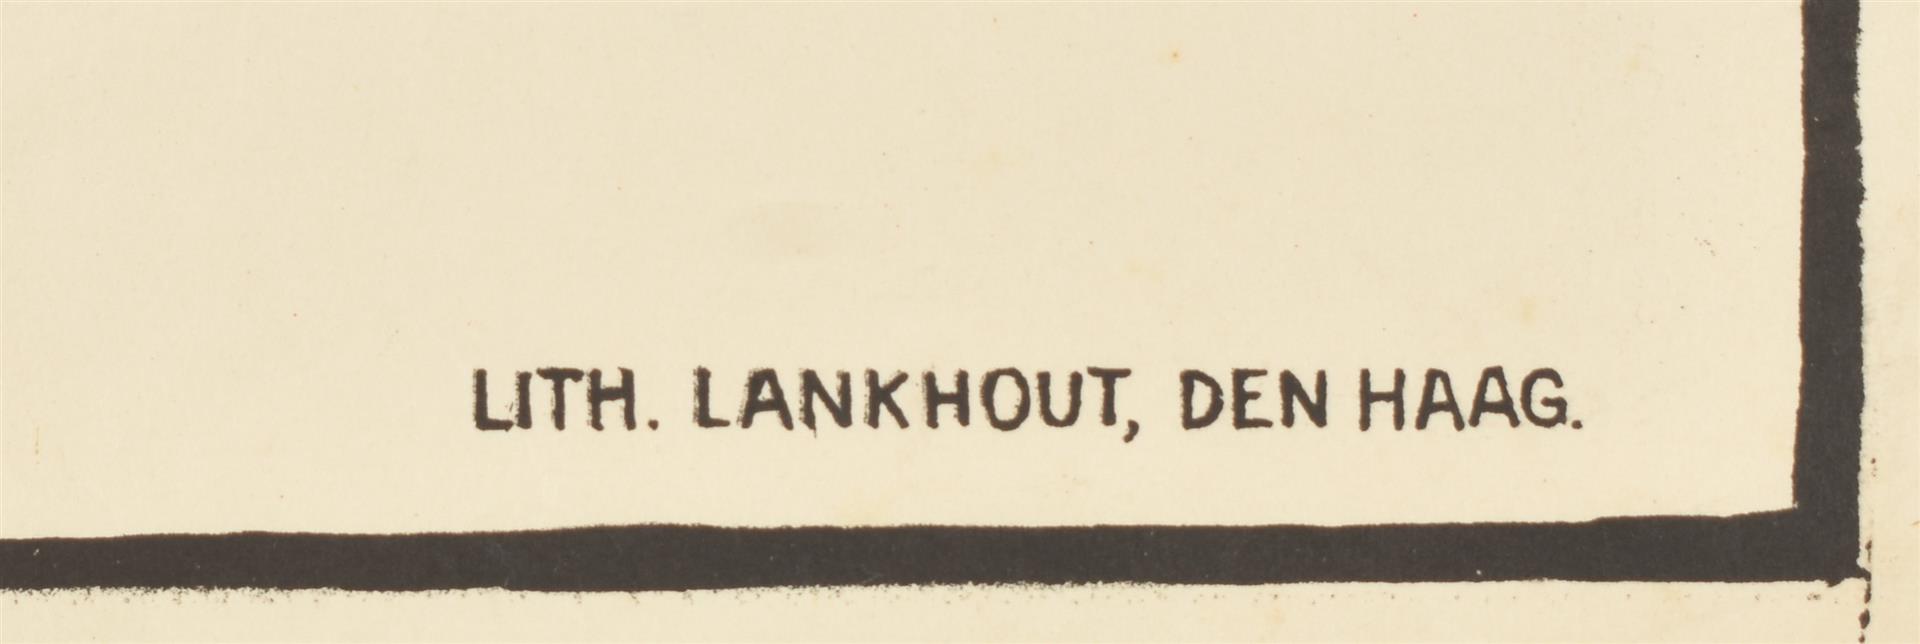 LITH. LANKHOUT, DEN HAAG.